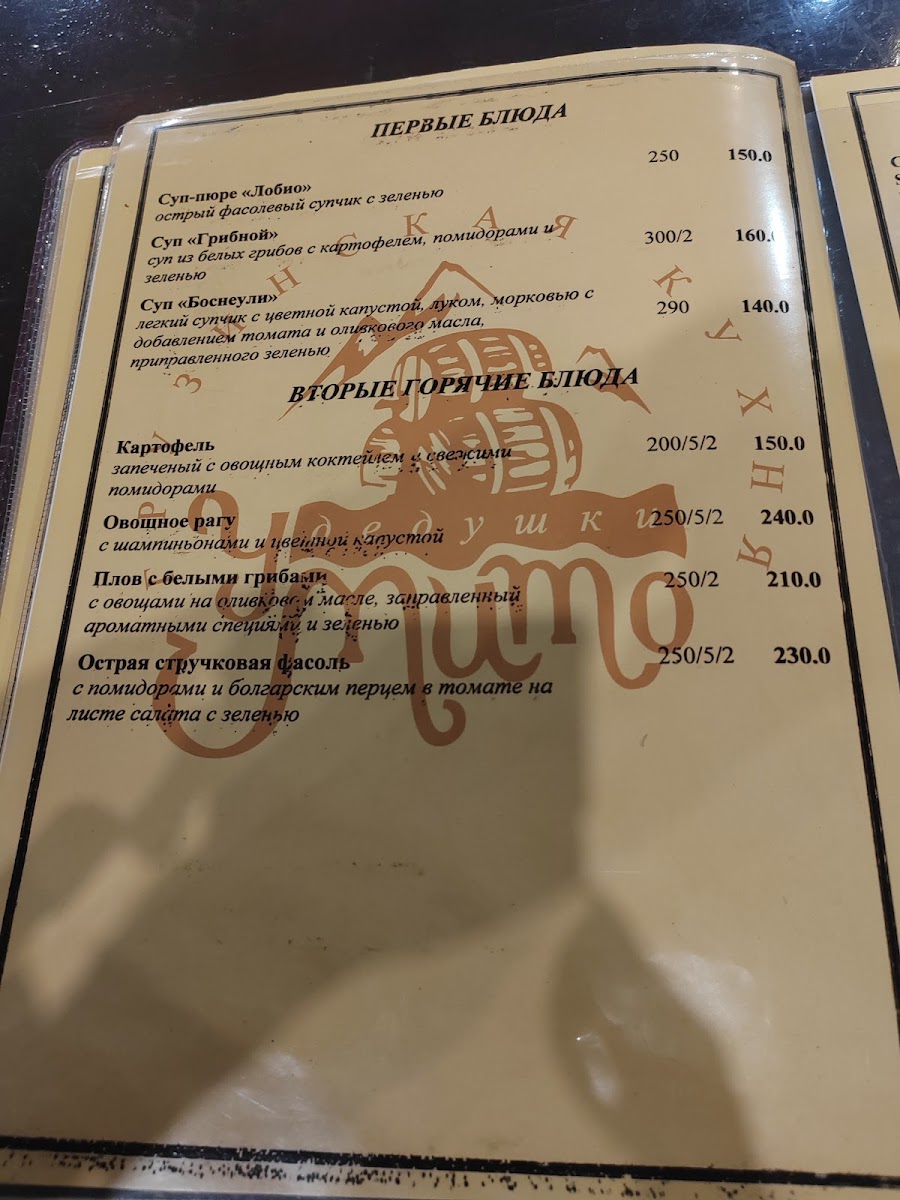 ПЕРВЫЕ БЛЮДА
Суп-пюре «Лобио» 250 150.0
острый фасолевый супчик с зеленью
Суп «Грибной» 300/2 160.
суп из белых грибов с картофелем, помидорами и
зеленью
Суп «Боснеули» 290 140.0
легкий супчик с цветной капустой, луком, морковью с
добавлением томата и оливкового масла,
приправленного зеленью
ВТОРЫЕ ГОРЯЧИЕ БЛЮДА
Картофель 200/5/2 150.0
запеченый с овощным коктейлем и свежими
помидорами
Овощное рагу 250/5/2 240.0
с шампиньонами и цветной капустой
Плов с белыми грибами 250/2 210.0
с овощами на оливковом масле, заправленный
ароматными специями и зеленью
Острая стручковая фасоль 250/5/2 230.0
с помидорами и болгарским перцем в томате на
листе салата с зеленью
ГРУЗИНСКАЯ КУХНЯ
дедушки
Упито